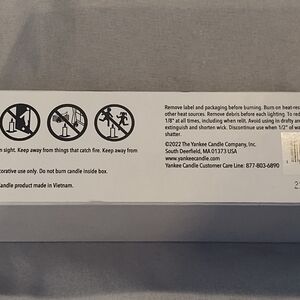 Remove label and packaging before burning. Burn on heat-res
other heat sources. Remove debris before each lighting. To red
1/8" at all times, including when relit. Avoid using in drafty are
extinguish and shorten wick. Discontinue use when 1/2" of wax
shatter.
n sight. Keep away from things that catch fire. Keep away from
©2022 The Yankee Candle Company, Inc.
South Deerfield, MA 01373 USA
www.yankeecandle.com
Yankee Candle Customer Care Line: 877-803-6890
orative use only. Do not burn candle inside box.
andle product made in Vietnam.